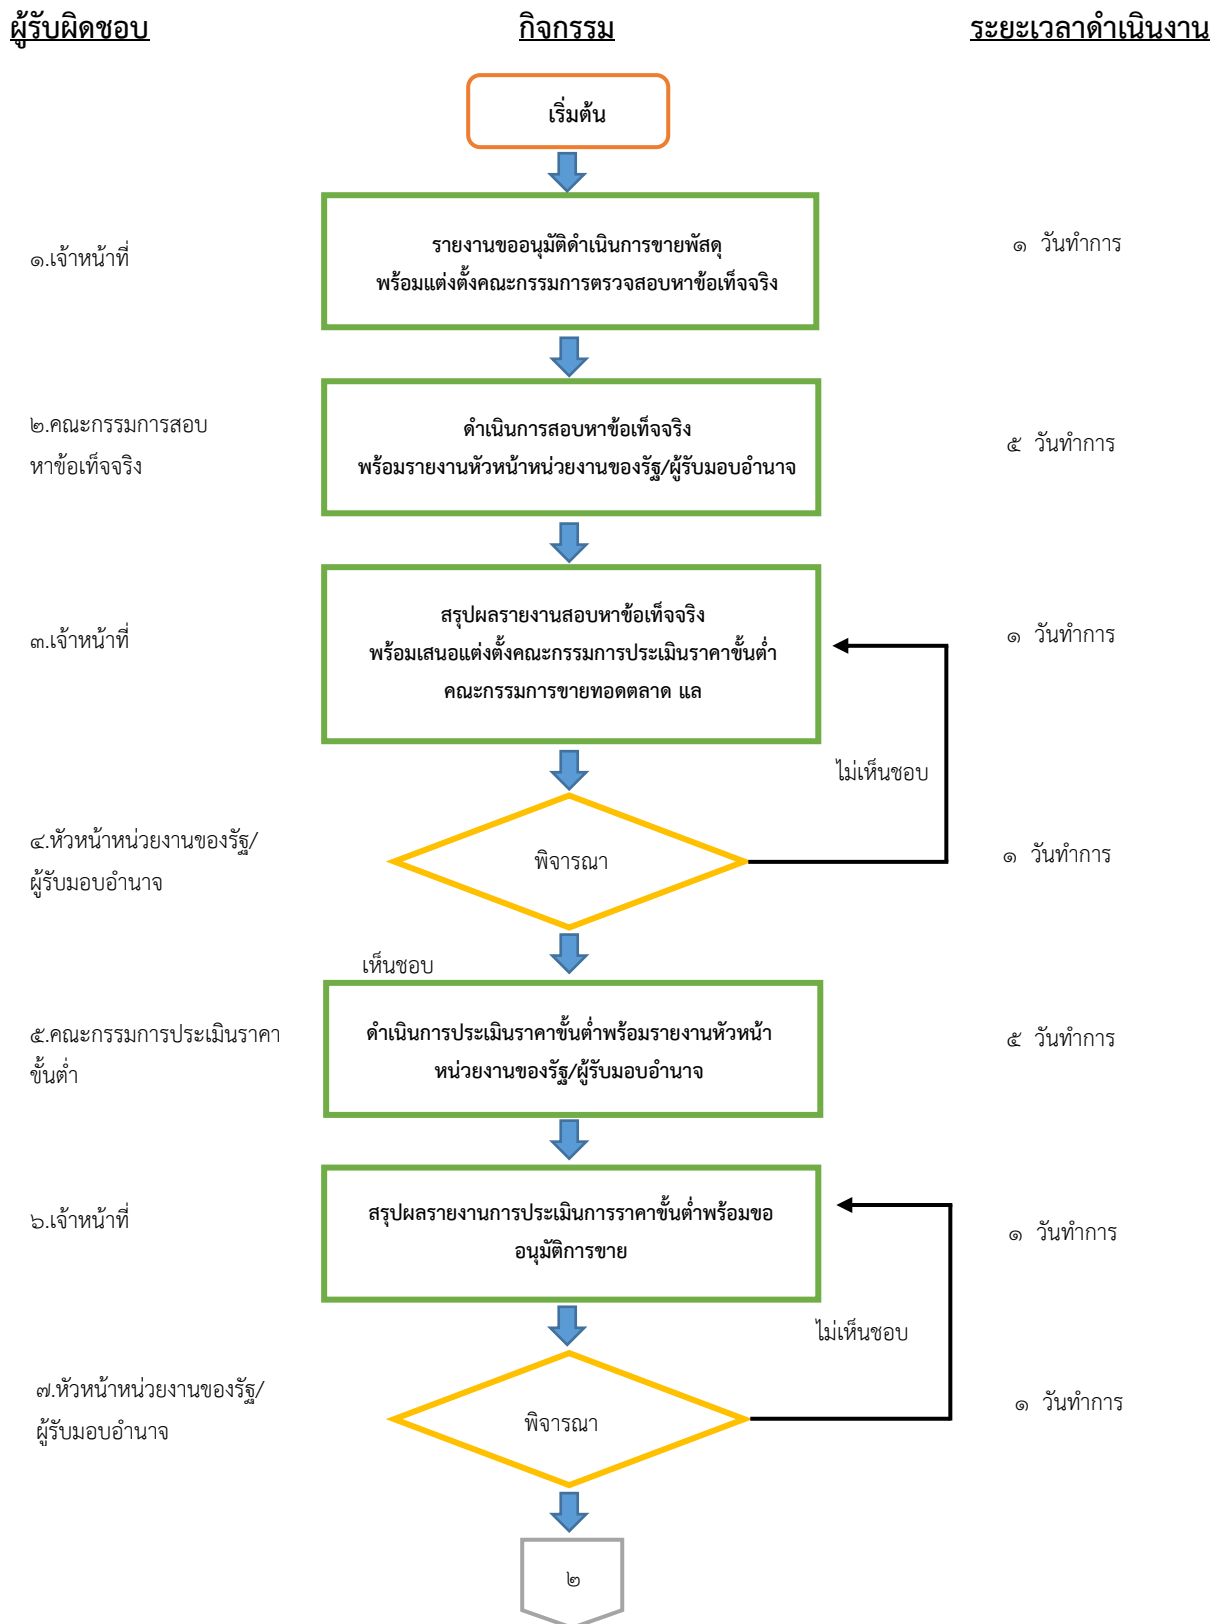 ผู้รับผิดชอบ กิจกรรม ระยะเวลาดำเนินงาน
เริ่มต้น
๑.เจ้าหน้าที่
รายงานขออนุมัติดำเนินการขายพัสดุ
พร้อมแต่งตั้งคณะกรรมการตรวจสอบหาข้อเท็จจริง
๑ วันทำการ
๒.คณะกรรมการสอบ
หาข้อเท็จจริง
ดำเนินการสอบหาข้อเท็จจริง
พร้อมรายงานหัวหน้าหน่วยงานของรัฐ/ผู้รับมอบอำนาจ
๕ วันทำการ
๓.เจ้าหน้าที่
สรุปผลรายงานสอบหาข้อเท็จจริง
พร้อมเสนอแต่งตั้งคณะกรรมการประเมินราคาขั้นต่ำ
คณะกรรมการขายทอดตลาด แล
๑ วันทำการ
ไม่เห็นชอบ
๔.หัวหน้าหน่วยงานของรัฐ/
ผู้รับมอบอำนาจ
พิจารณา
๑ วันทำการ
เห็นชอบ
๕.คณะกรรมการประเมินราคา
ขั้นต่ำ
ดำเนินการประเมินราคาขั้นต่ำพร้อมรายงานหัวหน้า
หน่วยงานของรัฐ/ผู้รับมอบอำนาจ
๕ วันทำการ
๖.เจ้าหน้าที่
สรุปผลรายงานการประเมินการราคาขั้นต่ำพร้อมขอ
อนุมัติการขาย
๑ วันทำการ
ไม่เห็นชอบ
๗.หัวหน้าหน่วยงานของรัฐ/
ผู้รับมอบอำนาจ
พิจารณา
๑ วันทำการ
๒